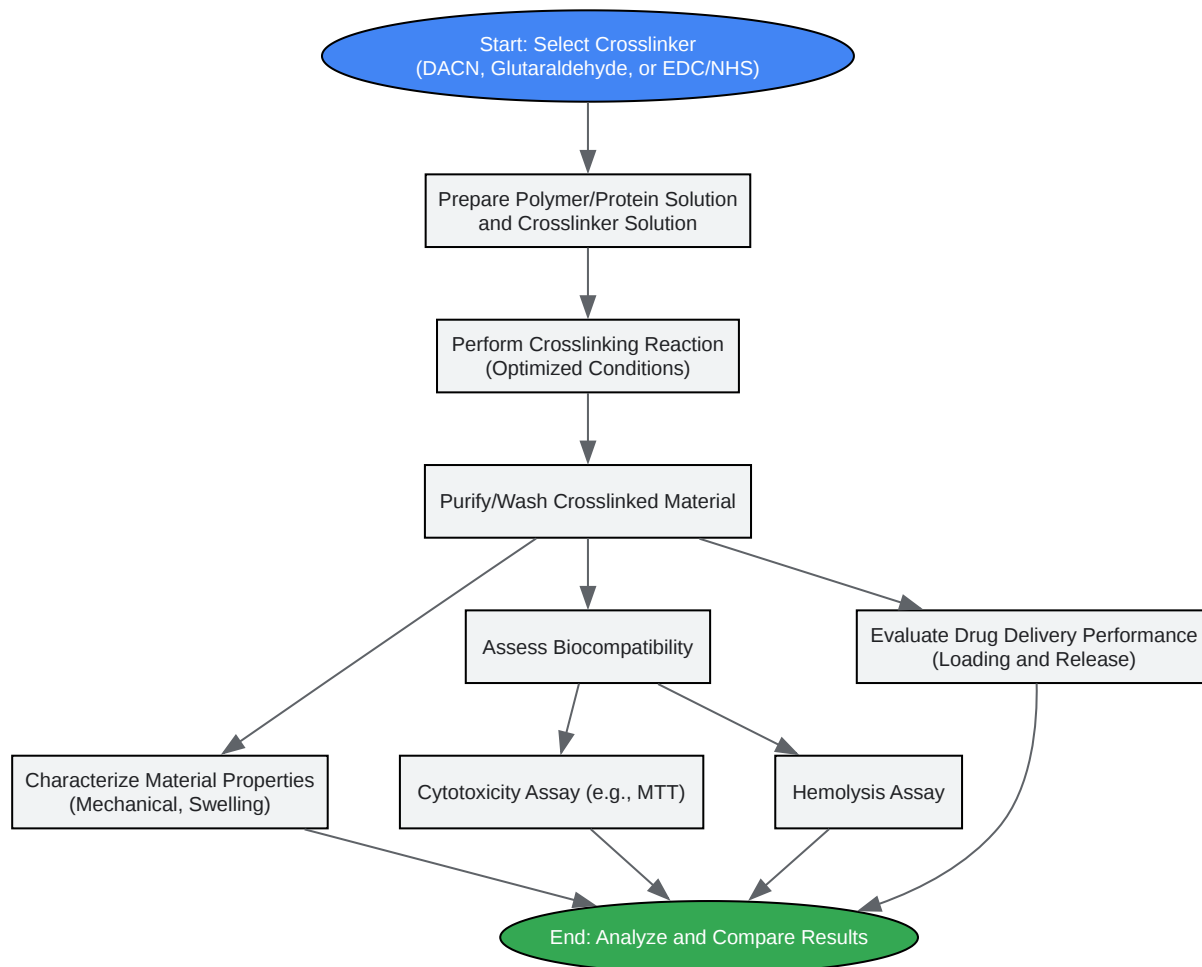 Start: Select Crosslinker
(DACN, Glutaraldehyde, or EDC/NHS)
Prepare Polymer/Protein Solution
and Crosslinker Solution
Perform Crosslinking Reaction
(Optimized Conditions)
Purify/Wash Crosslinked Material
Assess Biocompatibility
Evaluate Drug Delivery Performance
(Loading and Release)
Characterize Material Properties
(Mechanical, Swelling)
Cytotoxicity Assay (e.g., MTT)
Hemolysis Assay
End: Analyze and Compare Results